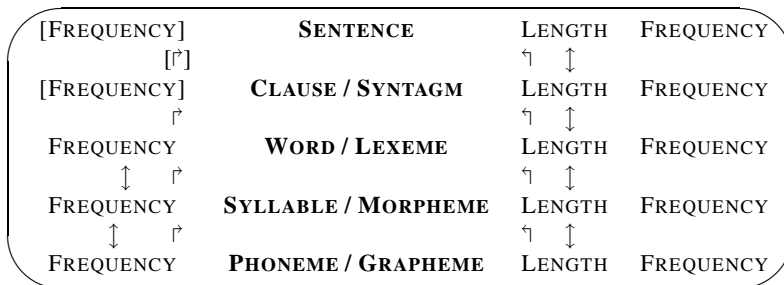 [FREQUENCY] SENTENCE LENGTH FREQUENCY
[↱] ↰ ↕
[FREQUENCY] CLAUSE / SYNTAGM LENGTH FREQUENCY
↱ ↰ ↕
FREQUENCY WORD / LEXEME LENGTH FREQUENCY
↕ ↱ ↰ ↕
FREQUENCY SYLLABLE / MORPHEME LENGTH FREQUENCY
↕ ↱ ↰ ↕
FREQUENCY PHONEME / GRAPHEME LENGTH FREQUENCY